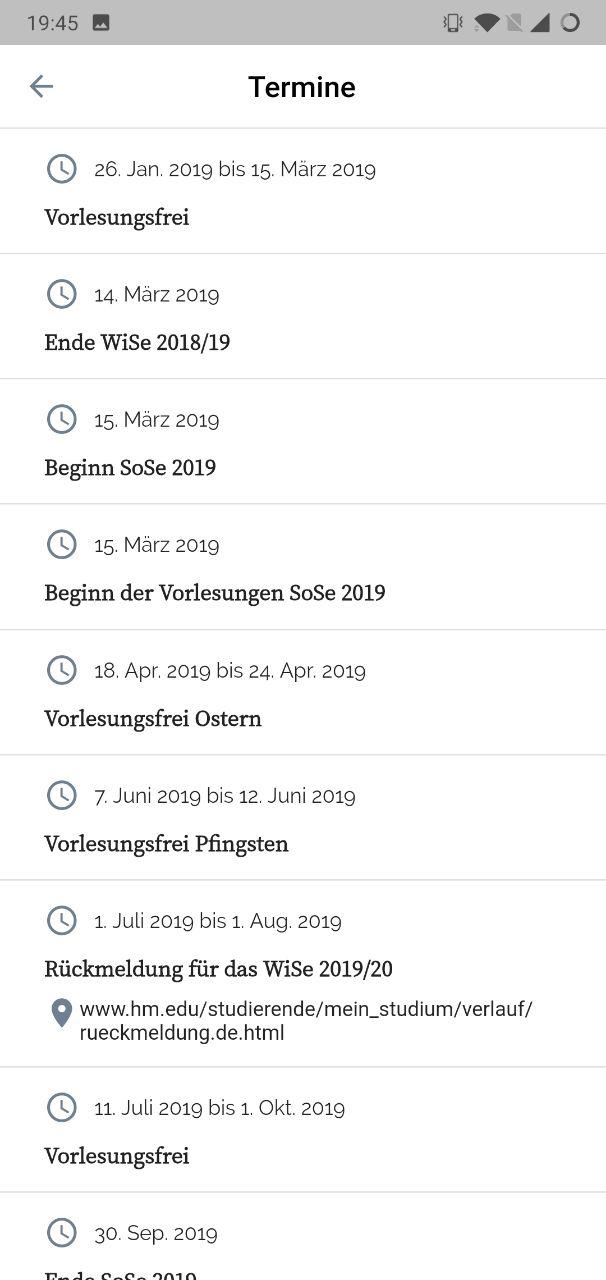 19:45
Termine
26. Jan. 2019 bis 15. März 2019
Vorlesungsfrei
14. März 2019
Ende WiSe 2018/19
15. März 2019
Beginn SoSe 2019
15. März 2019
Beginn der Vorlesungen SoSe 2019
18. Apr. 2019 bis 24. Apr. 2019
Vorlesungsfrei Ostern
7. Juni 2019 bis 12. Juni 2019
Vorlesungsfrei Pfingsten
1. Juli 2019 bis 1. Aug. 2019
Rückmeldung für das WiSe 2019/20
www.hm.edu/studierende/mein_studium/verlauf/
rueckmeldung.de.html
11. Juli 2019 bis 1. Okt. 2019
Vorlesungsfrei
30. Sep. 2019
Ende SoSe 2019